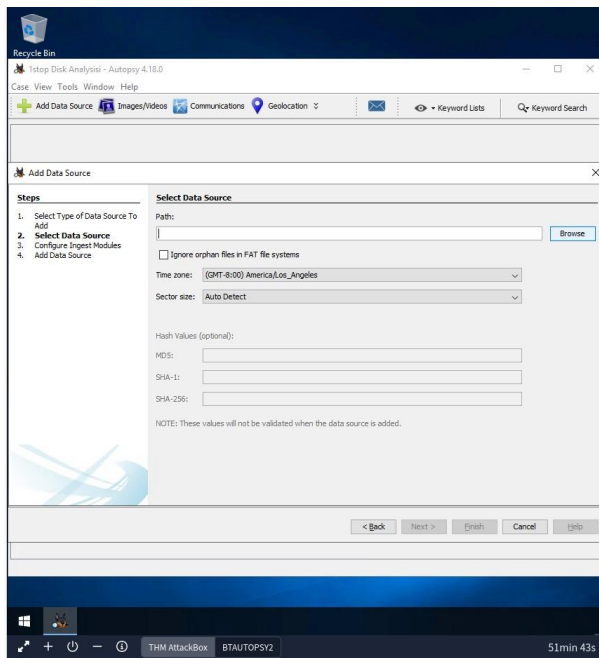 Recycle Bin
1stop Disk Analysisi - Autopsy 4.18.0
Case View Tools Window Help
Add Data Source Images/Videos Communications Geolocation Keyword Lists Keyword Search
Add Data Source
Steps
1. Select Type of Data Source To Add
2. Select Data Source
3. Configure Ingest Modules
4. Add Data Source
Select Data Source
Path:
Browse
Ignore orphan files in FAT file systems
Time zone: (GMT-8:00) America/Los_Angeles
Sector size: Auto Detect
Hash Values (optional):
MD5:
SHA-1:
SHA-256:
NOTE: These values will not be validated when the data source is added.
< Back Next > Finish Cancel Help
THM AttackBox BTAUTOPSY2 51min 43s